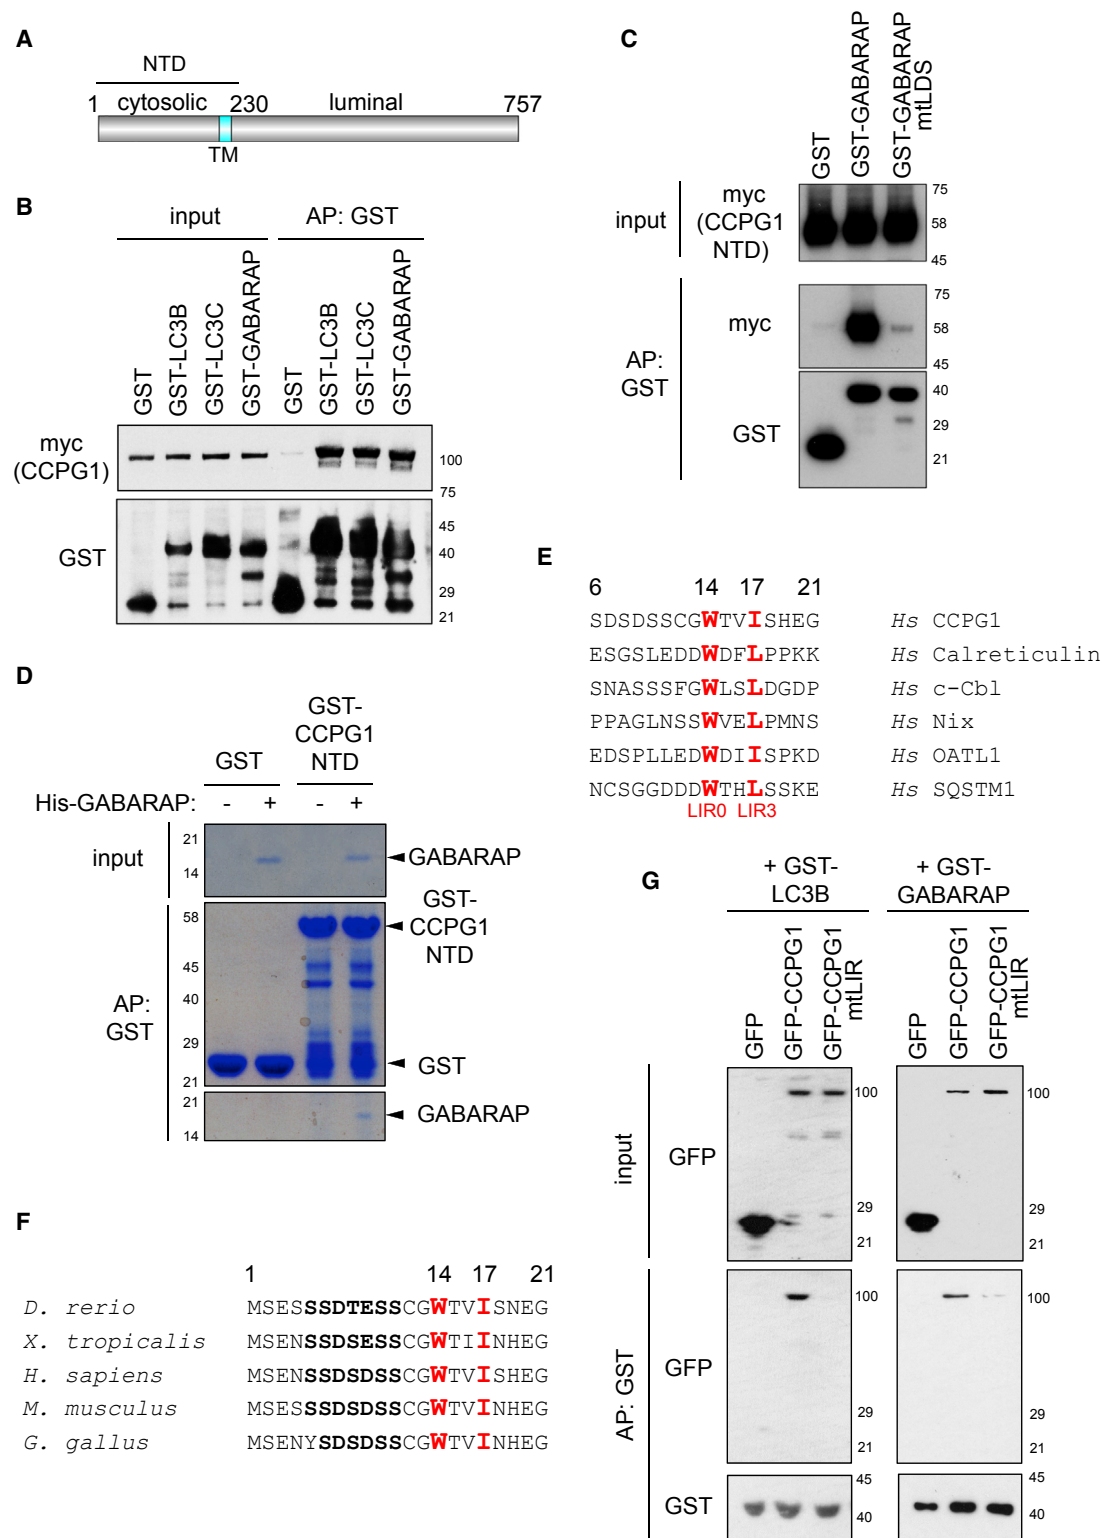 A
NTD
1 cytosolic 230 luminal 757
TM
B
input AP: GST
GST
GST-LC3B
GST-LC3C
GST-GABARAP
GST
GST-LC3B
GST-LC3C
GST-GABARAP
myc
(CCPG1)
100
75
GST
45
40
29
21
C
GST
GST-GABARAP
GST-GABARAP
mtLDS
input
myc
(CCPG1
NTD)
75
58
45
AP:
GST
myc
75
58
45
GST
40
29
21
D
GST
GST-
CCPG1
NTD
His-GABARAP: - + - +
input
21
14
GABARAP
AP:
GST
58
45
40
29
21
GST-
CCPG1
NTD
GST
21
14
GABARAP
E
6 14 17 21
SDSDSSCGWTVISHEG Hs CCPG1
ESGSLEDDWDFLPPKK Hs Calreticulin
SNASSSFGWLSLDGDP Hs c-Cbl
PPAGLNSSWVELPMNS Hs Nix
EDSPLLEDWDIISPKD Hs OATL1
NCSGGDDDWTHLSSKE Hs SQSTM1
LIR0 LIR3
F
1 14 17 21
D. rerio MSESSSDTESSCGWTVISNEG
X. tropicalis MSENSSDSESSCGWTIINHEG
H. sapiens MSENSSDSDSSCGWTVISHEG
M. musculus MSESSSDSDSSCGWTVINHEG
G. gallus MSENYSDSDSSCGWTVINHEG
G
+ GST-
LC3B
+ GST-
GABARAP
GFP
GFP-CCPG1
GFP-CCPG1
mtLIR
GFP
GFP-CCPG1
GFP-CCPG1
mtLIR
input
GFP
100
29
21
100
29
21
AP: GST
GFP
100
29
21
100
29
21
GST
45
40
45
40